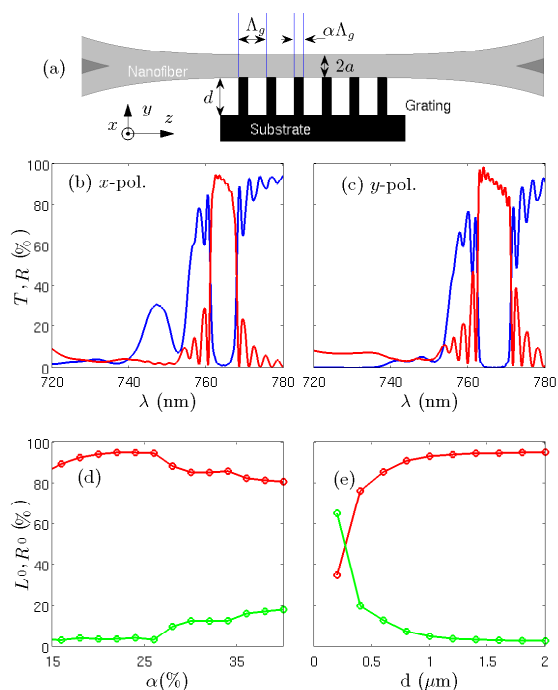 Λg αΛg
(a) Nanofiber 2a
d Grating
y
x z Substrate
(b) x-pol. (c) y-pol.
T, R (%)
100
80
60
40
20
0
720 740 760 780 720 740 760 780
λ (nm) λ (nm)
(d) (e)
L0, R0 (%)
100
80
60
40
20
0
15 25 35 0 0.5 1 1.5 2
α(%) d (μm)